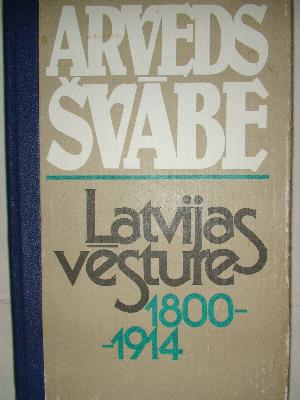 ARVEDS
ŠVĀBE
Latvijas
vēsture
1800-
-1914